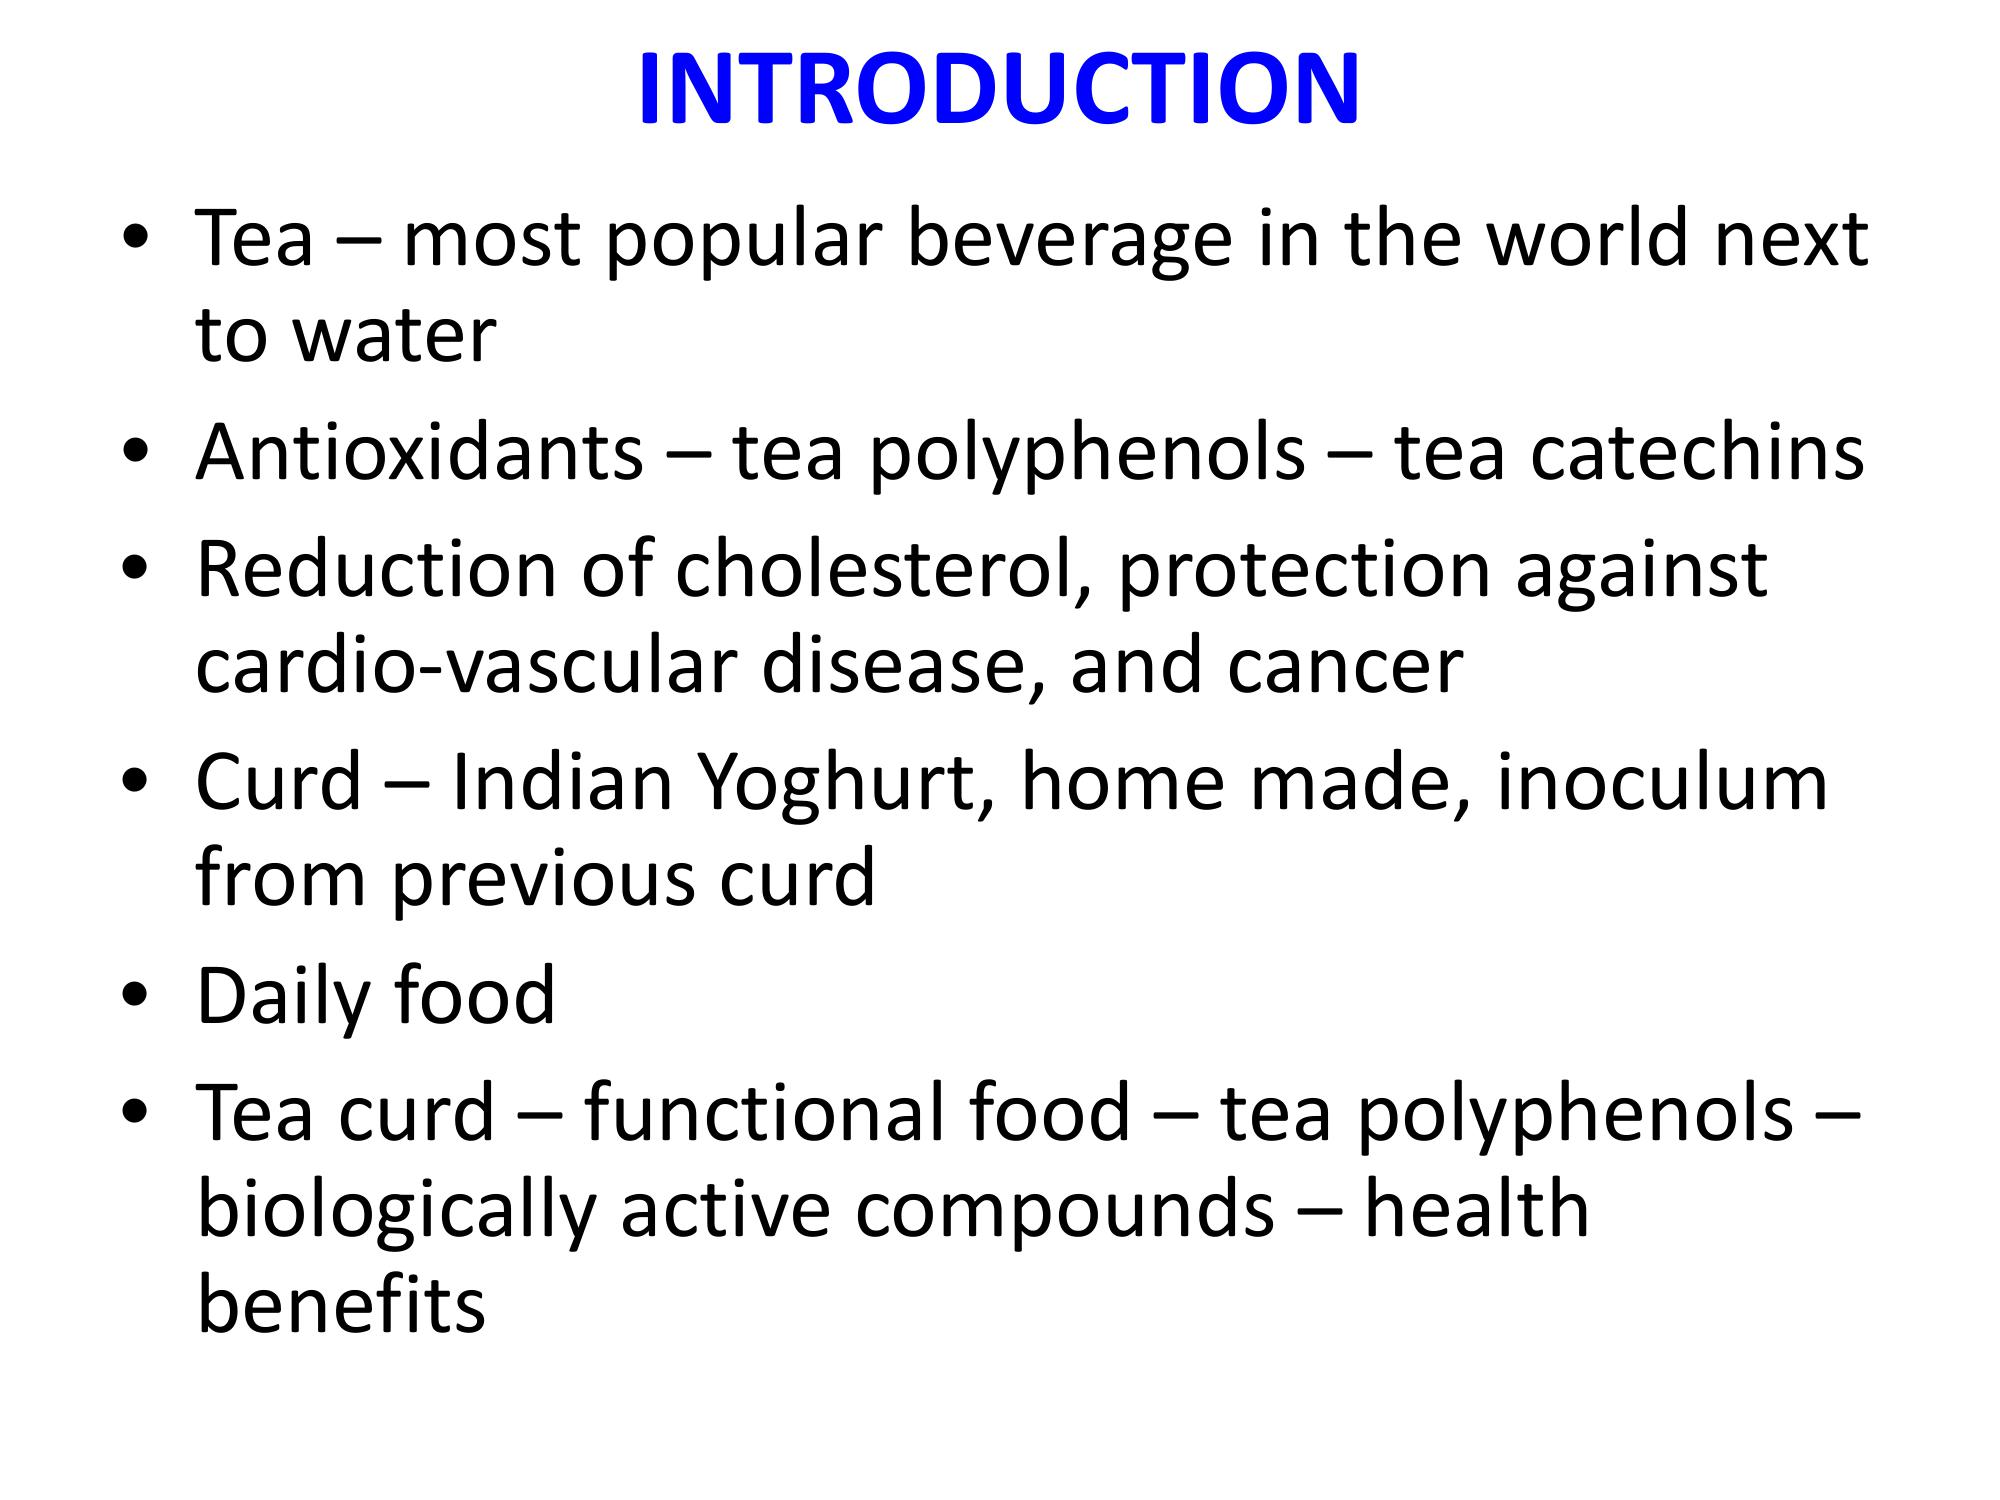 INTRODUCTION
• Tea – most popular beverage in the world next
to water
• Antioxidants – tea polyphenols – tea catechins
• Reduction of cholesterol, protection against
cardio-vascular disease, and cancer
• Curd – Indian Yoghurt, home made, inoculum
from previous curd
• Daily food
• Tea curd – functional food – tea polyphenols –
biologically active compounds – health
benefits